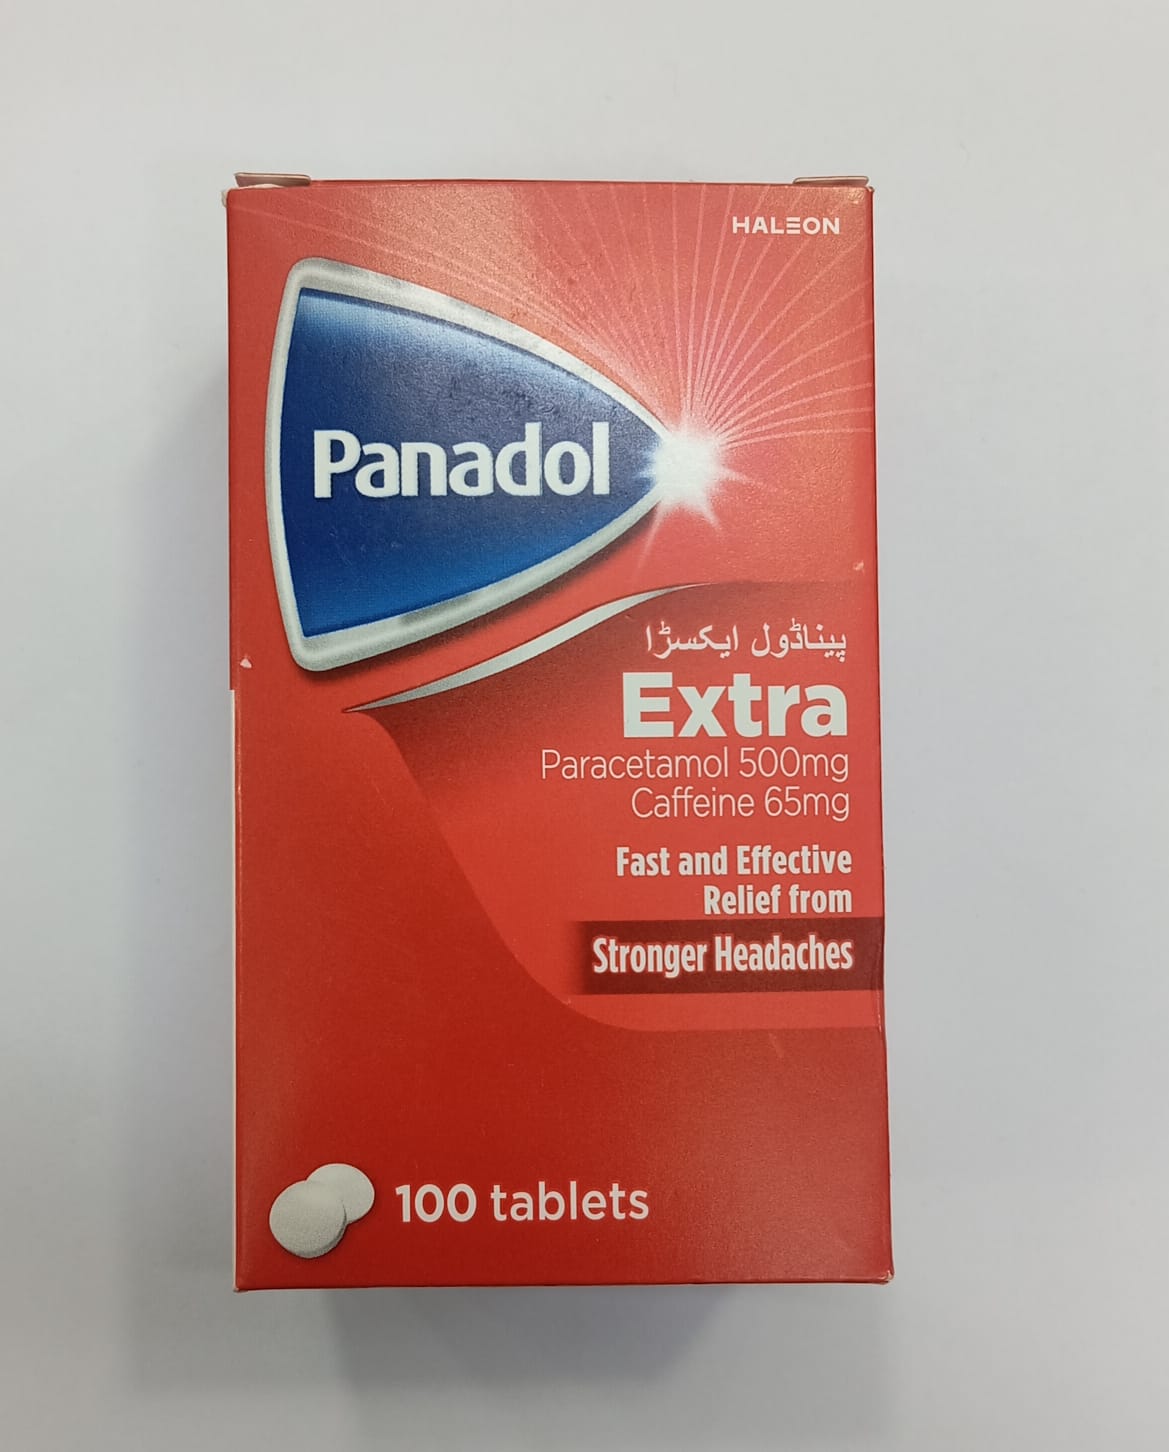 HALEON
Panadol
پیناڈول ایکسڑا
Extra
Paracetamol 500mg
Caffeine 65mg
Fast and Effective
Relief from
Stronger Headaches
100 tablets